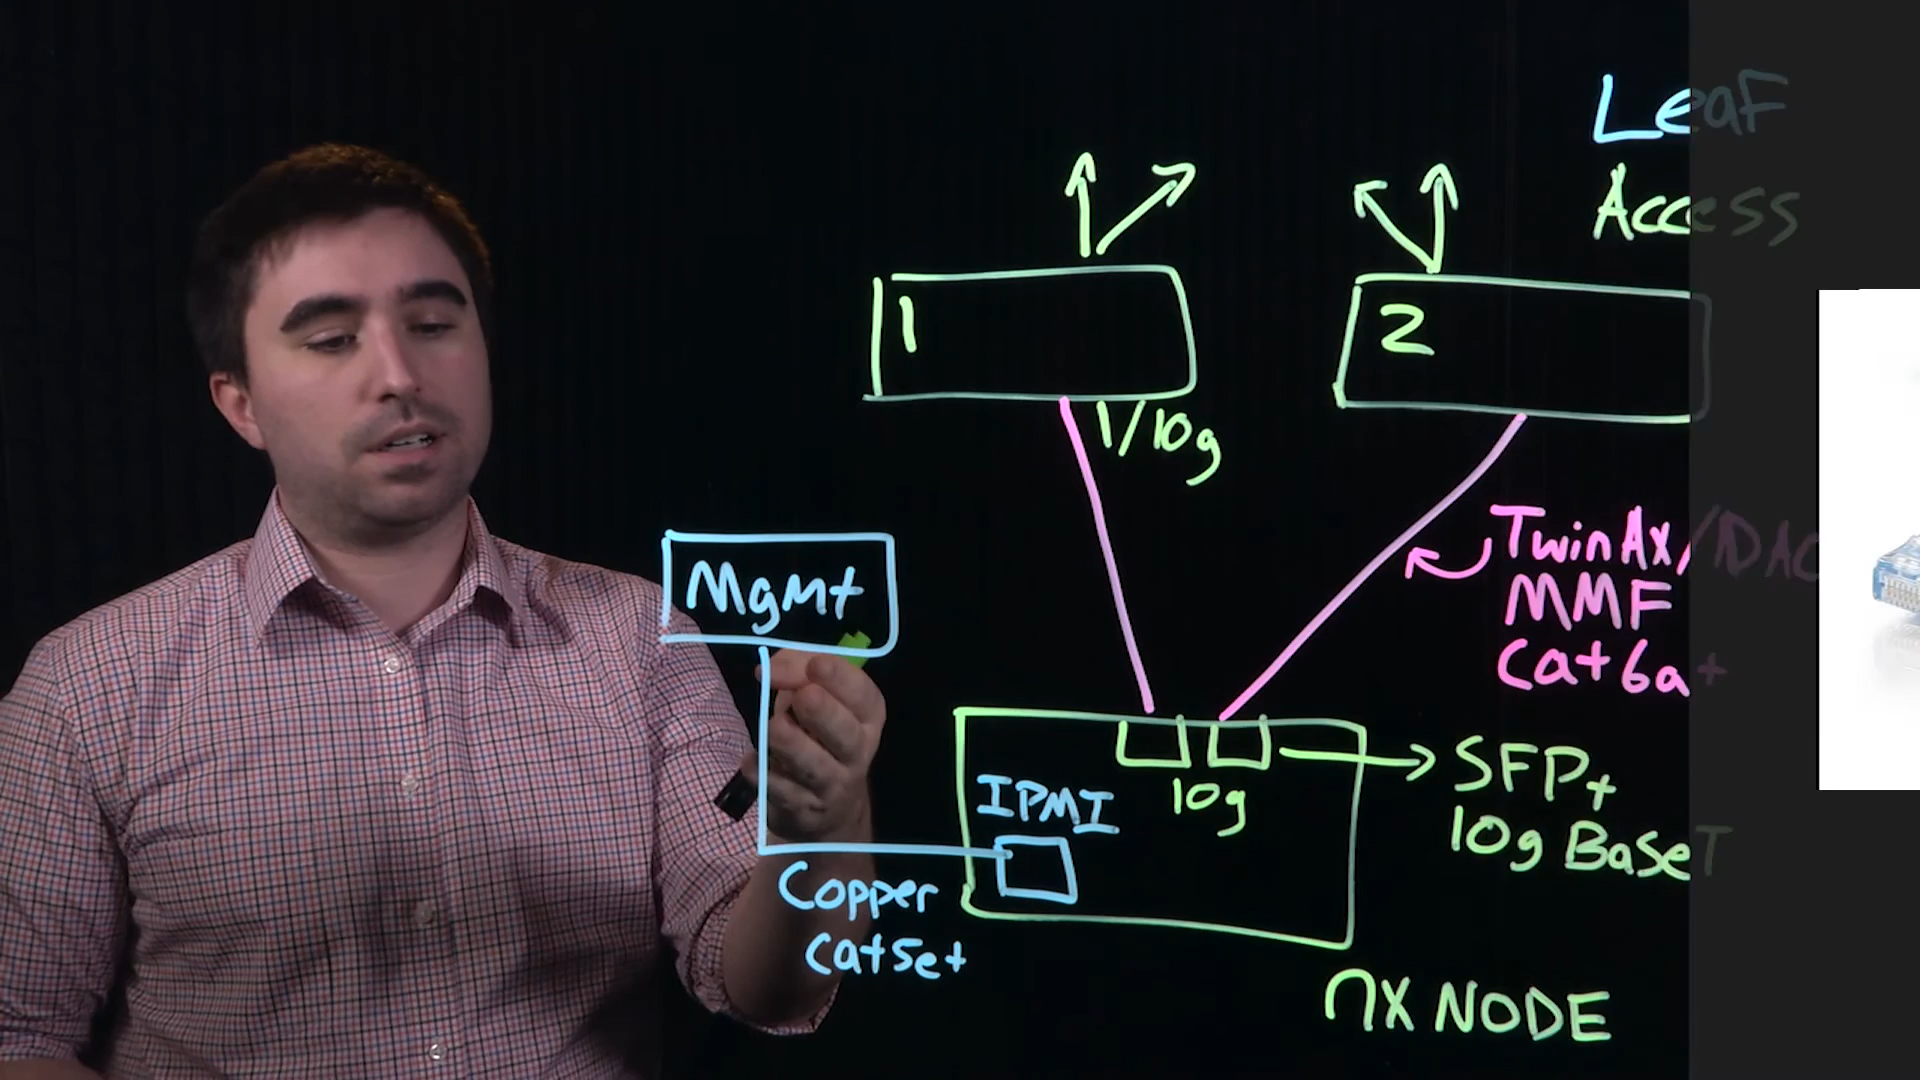 Leaf
Access
1
2
1/10g
Mgmt
TwinAx/DAC
MMF
Cat6a+
IPMI
10g
SFP+
10g BaseT
Copper
Cat5e+
nx NODE